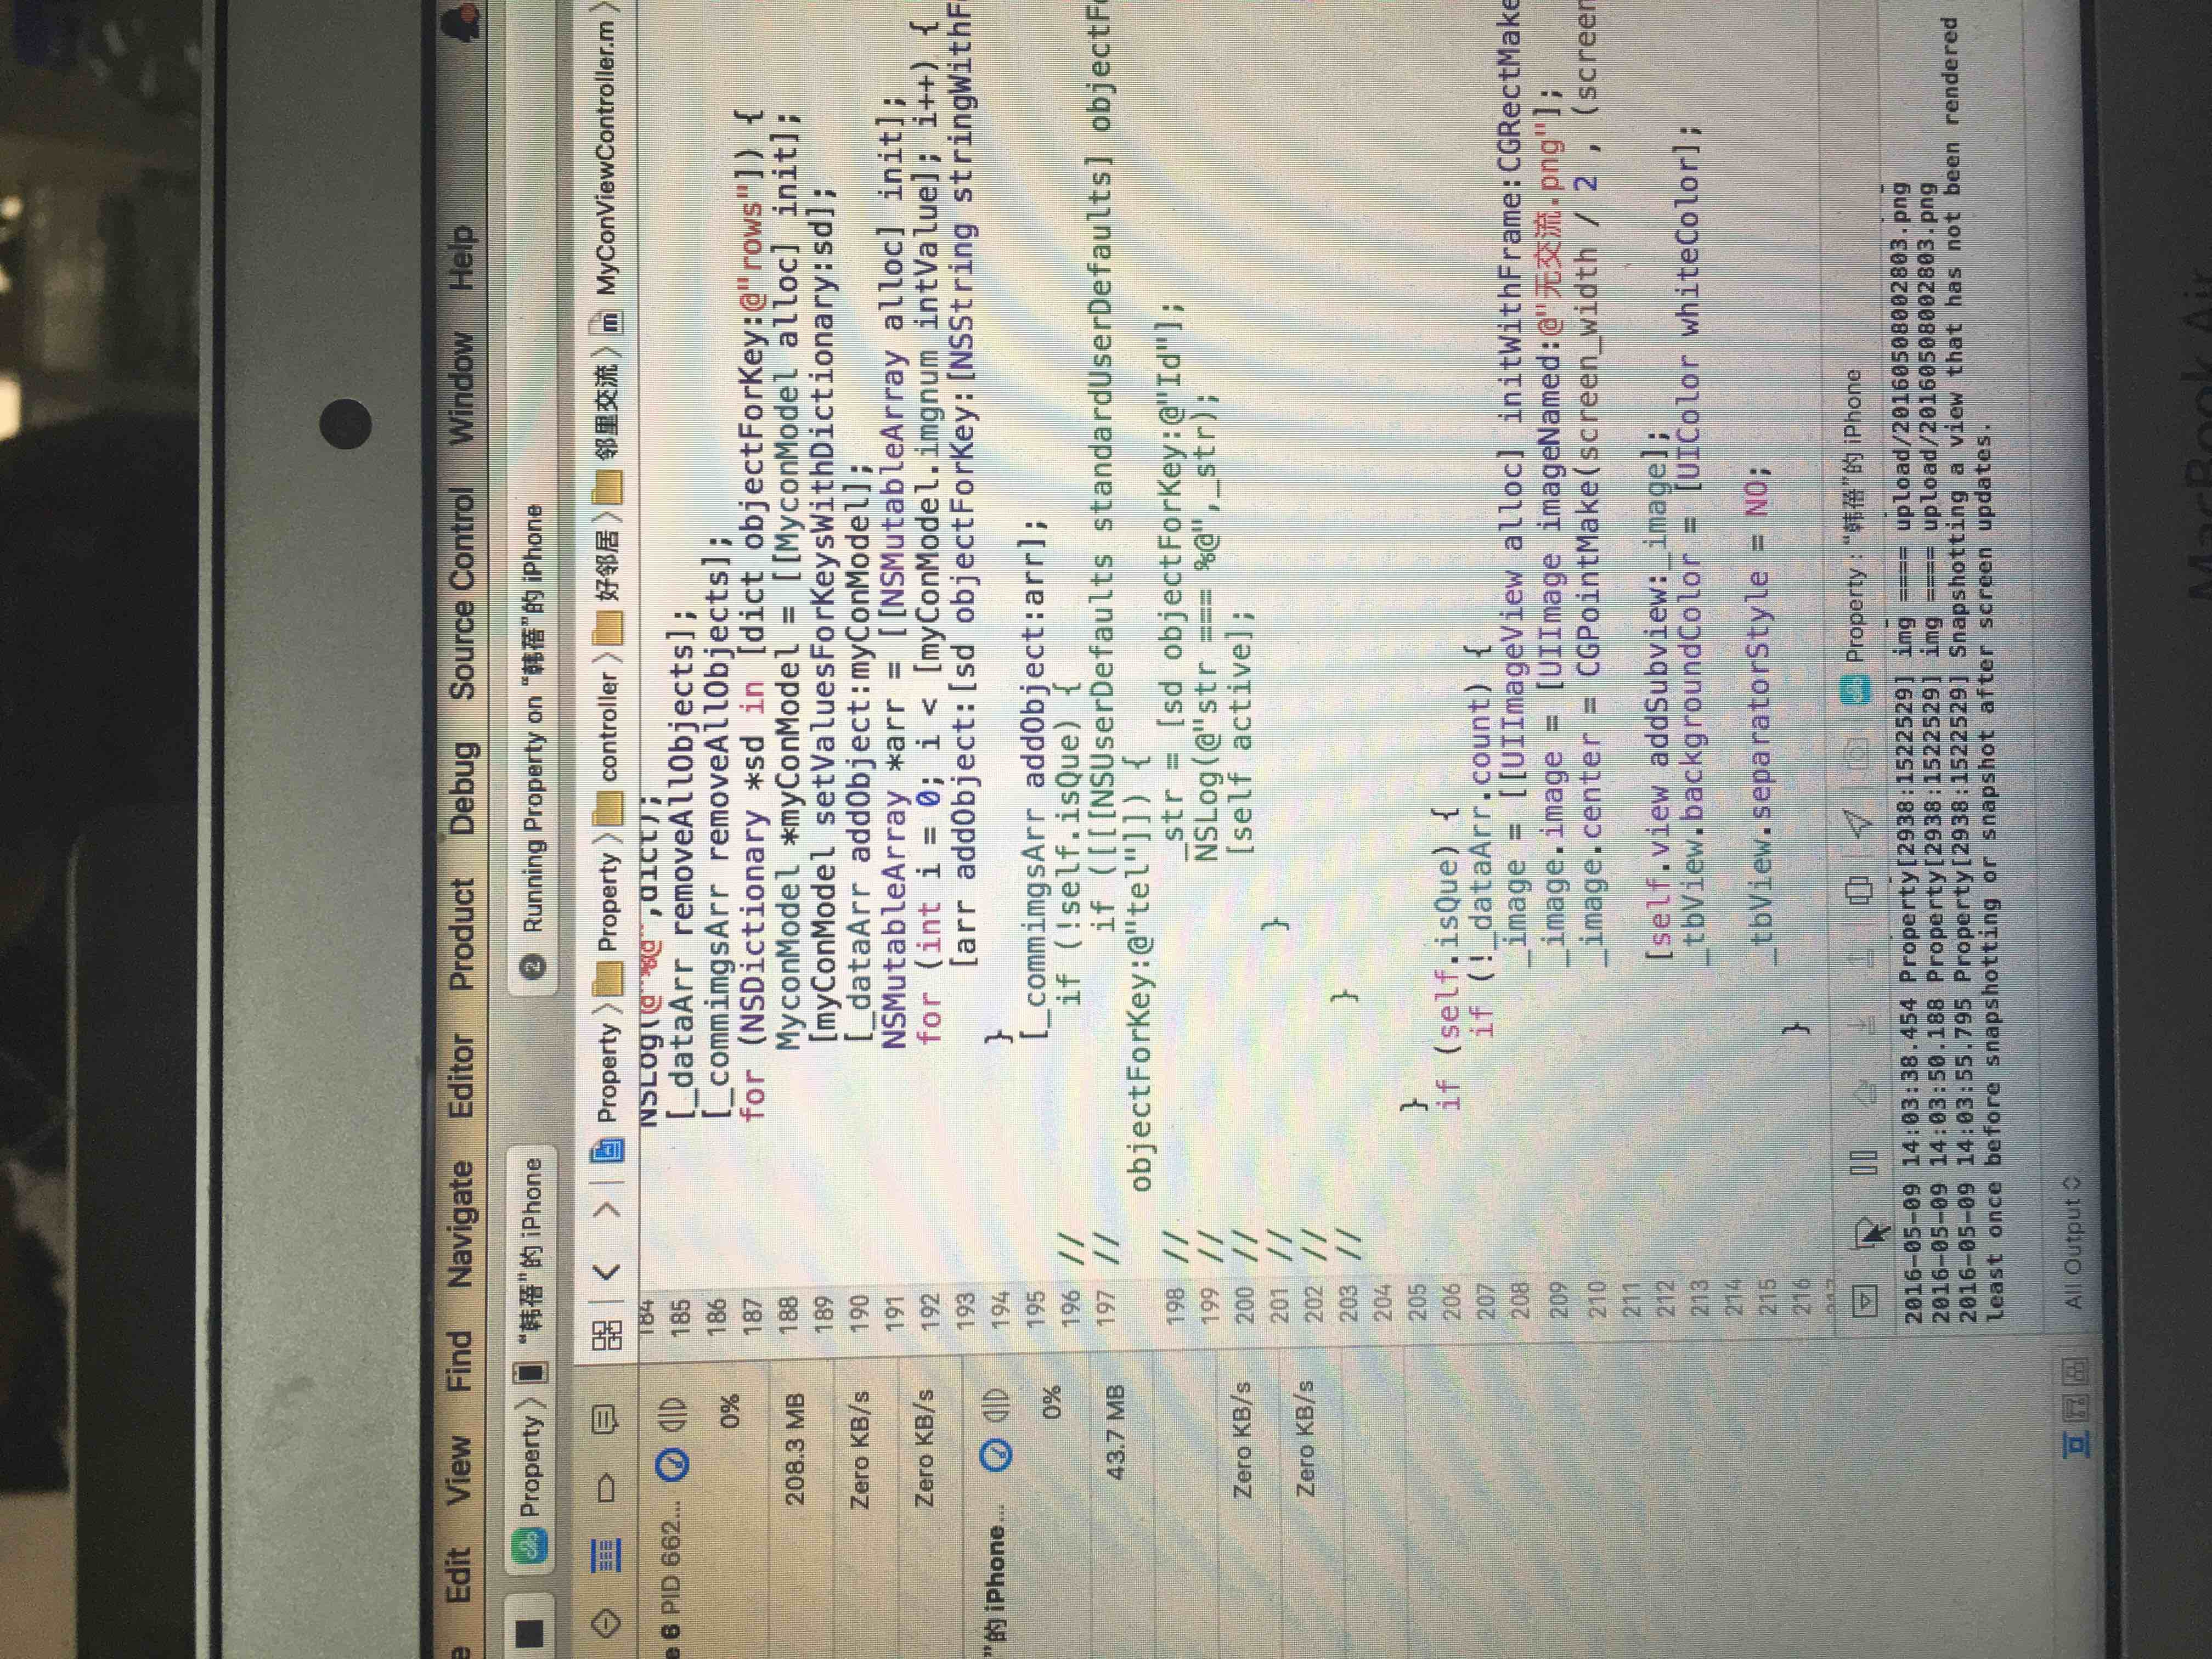 Edit View Find Navigate Editor Product Debug Source Control Window Help
Property "韩蓓"的 iPhone
2 Running Property on "韩蓓"的 iPhone
Property Property controller 好邻居 邻里交流 m MyConViewController.m
e 6 PID 662...
0%
208.3 MB
Zero KB/s
Zero KB/s
"的 iPhone...
0%
43.7 MB
Zero KB/s
Zero KB/s
184 NSLog(@"%@",dict);
185 [_dataArr removeAllObjects];
186 [_commimgsArr removeAllObjects];
187 for (NSDictionary *sd in [dict objectForKey:@"rows"]) {
188 MyconModel *myConModel = [[MyconModel alloc] init];
189 [myConModel setValuesForKeysWithDictionary:sd];
190 [_dataArr addObject:myConModel];
191 NSMutableArray *arr = [[NSMutableArray alloc] init];
192 for (int i = 0; i < [myConModel.imgnum intValue]; i++) {
193 [arr addObject:[sd objectForKey:[NSString stringWithF
194 }
195 [_commimgsArr addObject:arr];
196 // if (!self.isQue) {
197 // if ([[[NSUserDefaults standardUserDefaults] objectF
objectForKey:@"tel"]]) {
198 // _str = [sd objectForKey:@"Id"];
199 // NSLog(@"str === %@",_str);
200 // [self active];
201 // }
202 //
203 // }
204
205 }
206 if (self.isQue) {
207 if (!_dataArr.count) {
208 _image = [[UIImageView alloc] initWithFrame:CGRectMake
209 _image.image = [UIImage imageNamed:@"无交流.png"];
210 _image.center = CGPointMake(screen_width / 2 , (screen
211
212 [self.view addSubview:_image];
213 _tbView.backgroundColor = [UIColor whiteColor];
214
215 _tbView.separatorStyle = NO;
216 }
Property : "韩蓓"的 iPhone
2016-05-09 14:03:38.454 Property[2938:1522529] img ==== upload/20160508002803.png
2016-05-09 14:03:50.188 Property[2938:1522529] img ==== upload/20160508002803.png
2016-05-09 14:03:55.795 Property[2938:1522529] Snapshotting a view that has not been rendered
least once before snapshotting or snapshot after screen updates.
All Output
MacBook Air